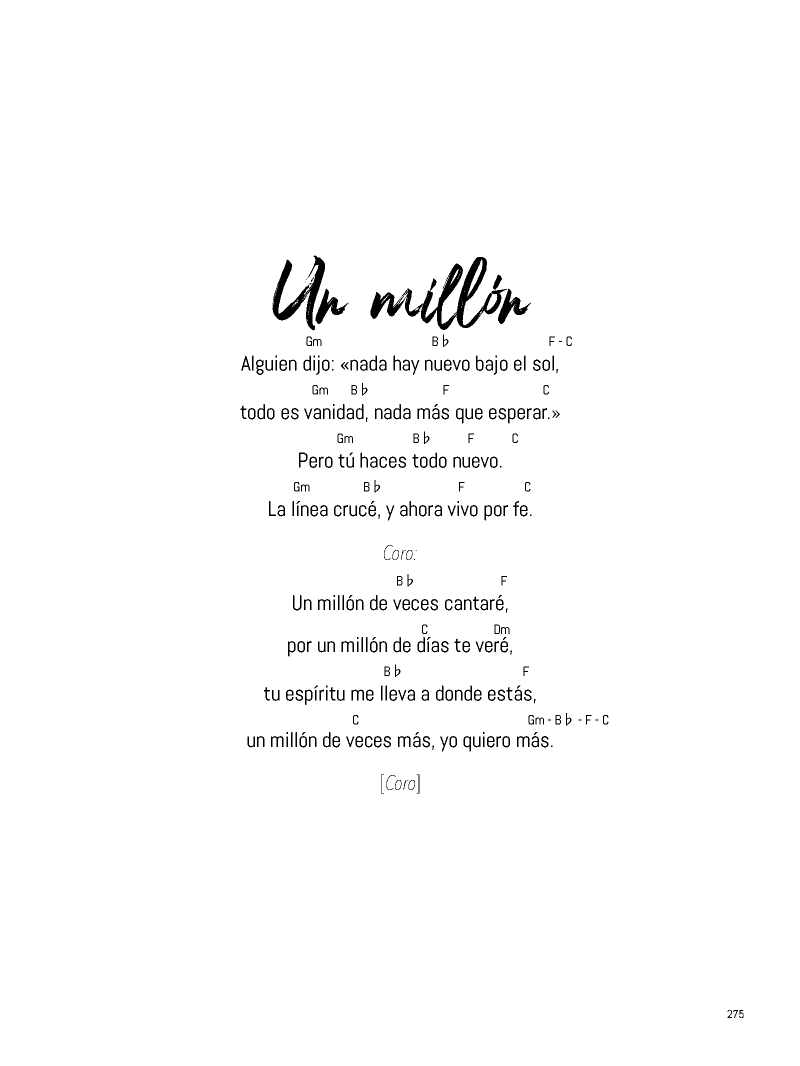 Un millón
Gm B♭ F - C
Alguien dijo: «nada hay nuevo bajo el sol,
Gm B♭ F C
todo es vanidad, nada más que esperar.»
Gm B♭ F C
Pero tú haces todo nuevo.
Gm B♭ F C
La línea crucé, y ahora vivo por fe.
Coro:
B♭ F
Un millón de veces cantaré,
C Dm
por un millón de días te veré,
B♭ F
tu espíritu me lleva a donde estás,
C Gm - B♭ - F - C
un millón de veces más, yo quiero más.
[Coro]
275